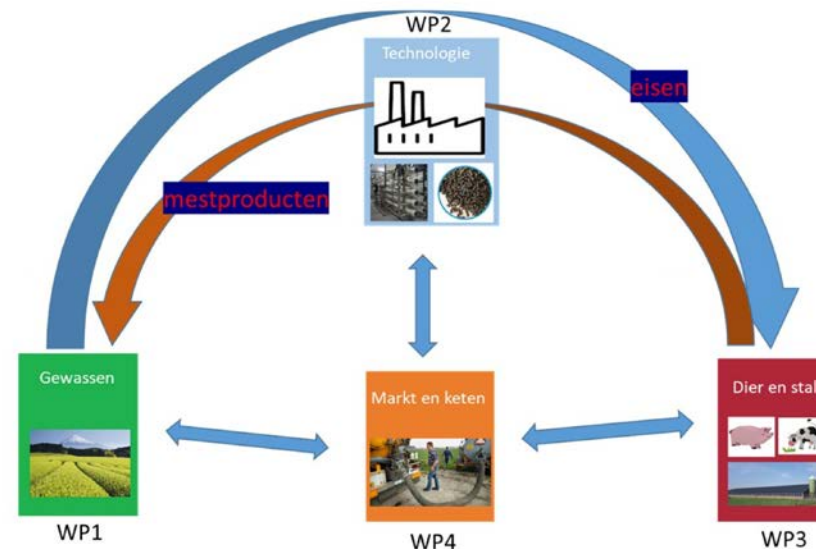 WP2
Technologie
eisen
mestproducten
Gewassen
Markt en keten
Dier en stal
WP1
WP4
WP3